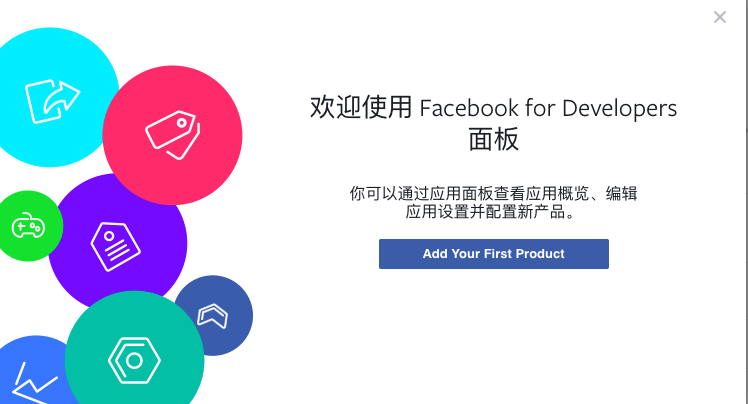 欢迎使用 Facebook for Developers
面板
你可以通过应用面板查看应用概览、编辑
应用设置并配置新产品。
Add Your First Product